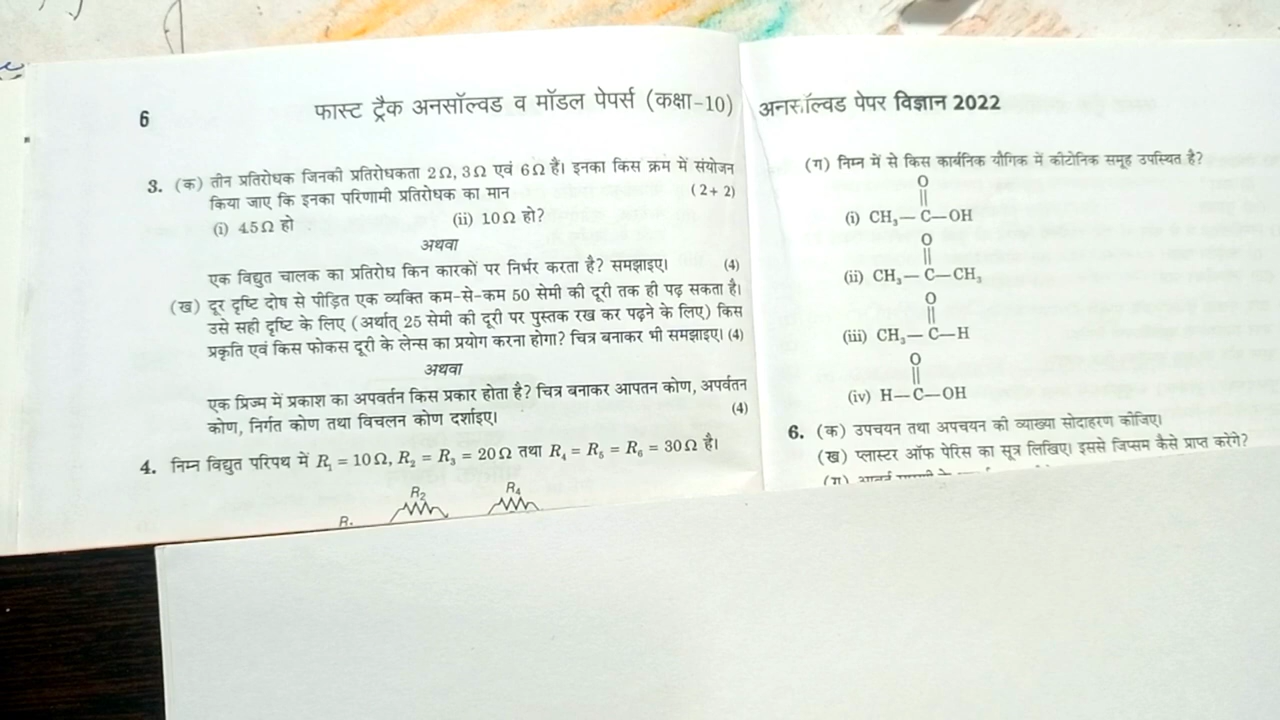 6
फास्ट ट्रैक अनसॉल्वड व मॉडल पेपर्स (कक्षा-10)
3. (क) तीन प्रतिरोधक जिनकी प्रतिरोधकता 2Ω, 3Ω एवं 6Ω हैं। इनका किस क्रम में संयोजन
किया जाए कि इनका परिणामी प्रतिरोधक का मान (2+2)
(i) 4.5Ω हो (ii) 10Ω हो?
अथवा
एक विद्युत चालक का प्रतिरोध किन कारकों पर निर्भर करता है? समझाइए। (4)
(ख) दूर दृष्टि दोष से पीड़ित एक व्यक्ति कम-से-कम 50 सेमी की दूरी तक ही पढ़ सकता है।
उसे सही दृष्टि के लिए (अर्थात् 25 सेमी की दूरी पर पुस्तक रख कर पढ़ने के लिए) किस
प्रकृति एवं किस फोकस दूरी के लेन्स का प्रयोग करना होगा? चित्र बनाकर भी समझाइए। (4)
अथवा
एक प्रिज्म में प्रकाश का अपवर्तन किस प्रकार होता है? चित्र बनाकर आपतन कोण, अपर्वतन
कोण, निर्गत कोण तथा विचलन कोण दर्शाइए। (4)
4. निम्न विद्युत परिपथ में R₁ = 10Ω, R₂ = R₃ = 20Ω तथा R₄ = R₅ = R₆ = 30Ω है।
R₂ R₄
अनसॉल्वड पेपर विज्ञान 2022
(ग) निम्न में से किस कार्बनिक यौगिक में कीटोनिक समूह उपस्थित है?
O
||
(i) CH₃—C—OH
O
||
(ii) CH₃—C—CH₃
O
||
(iii) CH₃—C—H
O
||
(iv) H—C—OH
6. (क) उपचयन तथा अपचयन की व्याख्या सोदाहरण कीजिए।
(ख) प्लास्टर ऑफ पेरिस का सूत्र लिखिए। इससे जिप्सम कैसे प्राप्त करेंगे?
(ग)